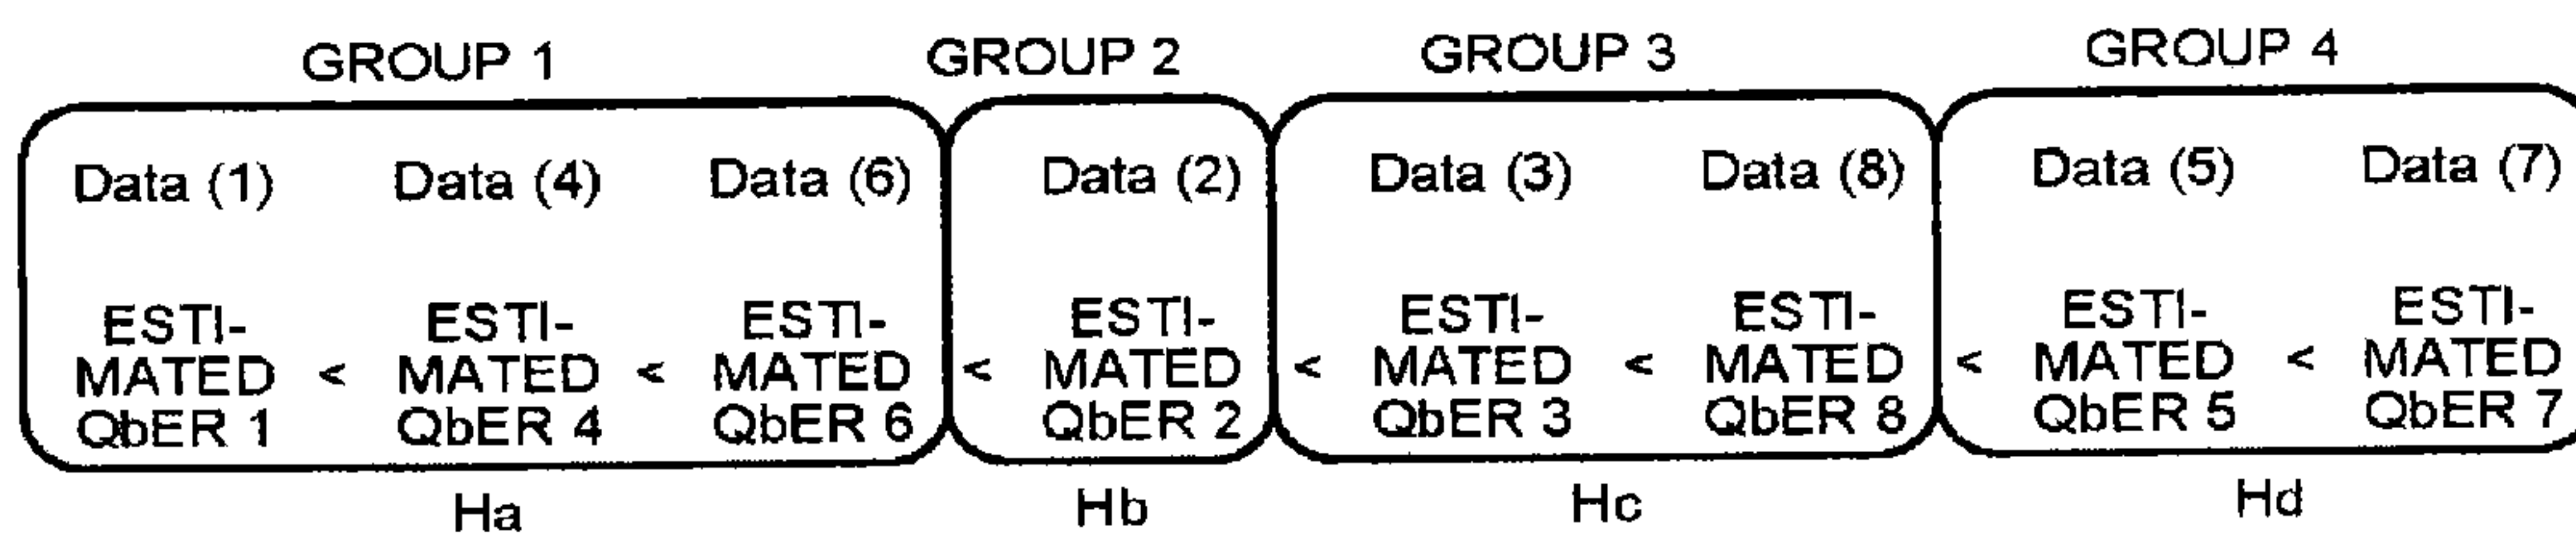 GROUP 1 GROUP 2 GROUP 3 GROUP 4
Data (1) Data (4) Data (6) Data (2) Data (3) Data (8) Data (5) Data (7)
ESTI- ESTI- ESTI- ESTI- ESTI- ESTI- ESTI- ESTI-
MATED < MATED < MATED < MATED < MATED < MATED < MATED < MATED
QbER 1 QbER 4 QbER 6 QbER 2 QbER 3 QbER 8 QbER 5 QbER 7
Ha Hb Hc Hd